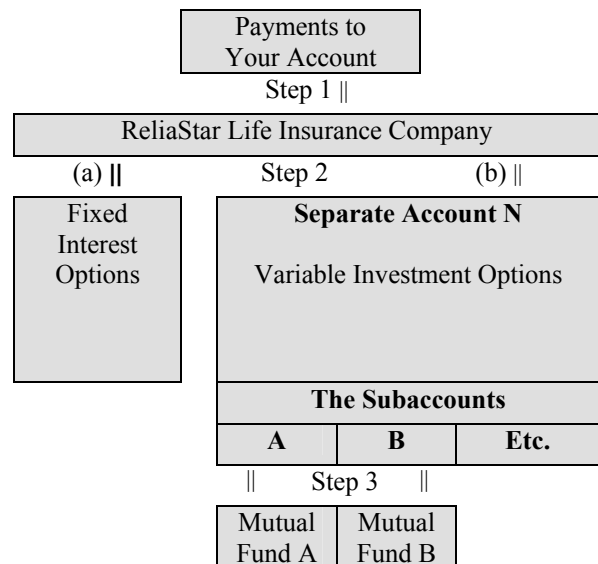 Payments to
Your Account
Step 1 ||
ReliaStar Life Insurance Company
(a) || Step 2 (b) ||
Fixed
Interest
Options
Separate Account N
Variable Investment Options
The Subaccounts
A B Etc.
|| Step 3 ||
Mutual
Fund A
Mutual
Fund B